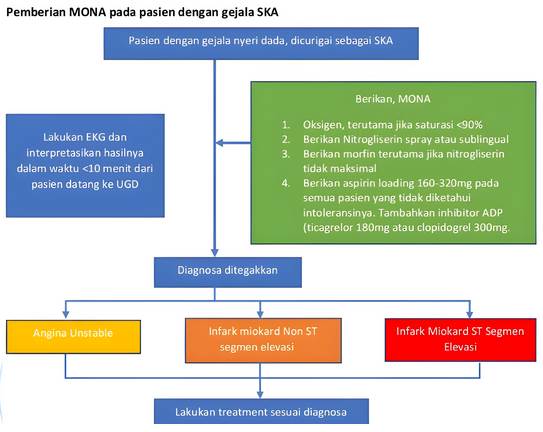 Pemberian MONA pada pasien dengan gejala SKA
Pasien dengan gejala nyeri dada, dicurigai sebagai SKA
Lakukan EKG dan
interpretasikan hasilnya
dalam waktu <10 menit dari
pasien datang ke UGD
Berikan, MONA
1. Oksigen, terutama jika saturasi <90%
2. Berikan Nitrogliserin spray atau sublingual
3. Berikan morfin terutama jika nitrogliserin
tidak maksimal
4. Berikan aspirin loading 160-320mg pada
semua pasien yang tidak diketahui
intoleransinya. Tambahkan inhibitor ADP
(ticagrelor 180mg atau clopidogrel 300mg.
Diagnosa ditegakkan
Angina Unstable
Infark miokard Non ST
segmen elevasi
Infark Miokard ST Segmen
Elevasi
Lakukan treatment sesuai diagnosa